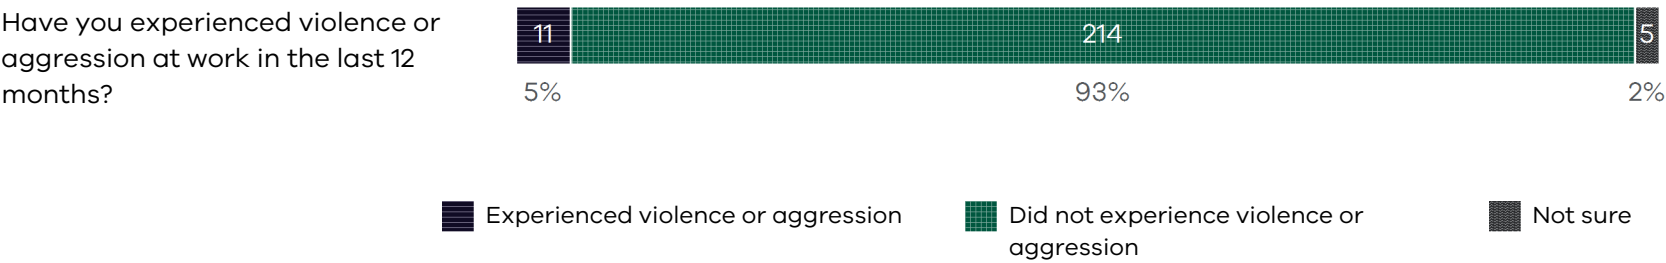 Have you experienced violence or
aggression at work in the last 12
months?
11
214
5
5%
93%
2%
Experienced violence or aggression
Did not experience violence or
aggression
Not sure